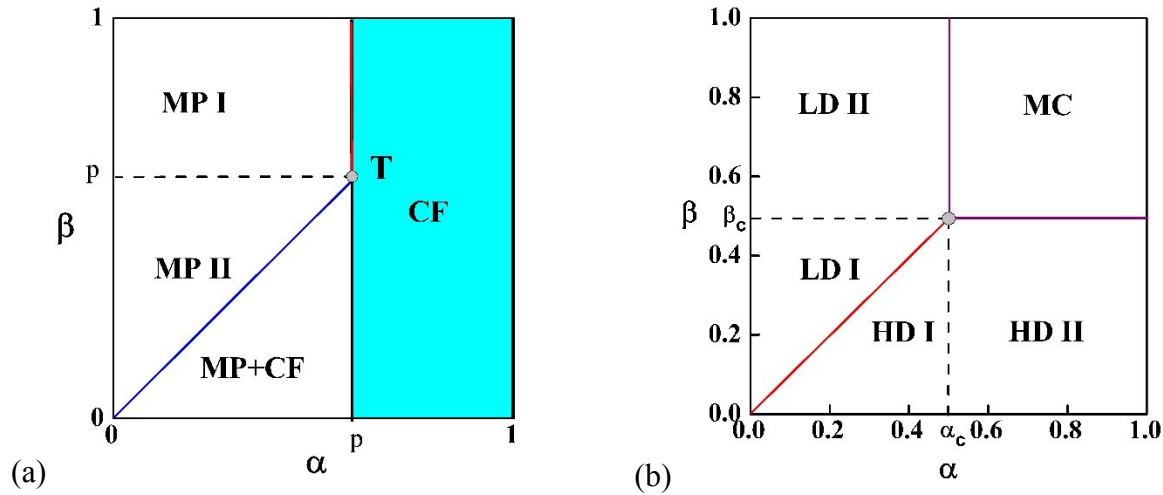 1
MP I
T
p
CF
β
MP II
MP+CF
0
0
p
1
α
(a)
1.0
LD II
MC
0.8
0.6
β βc
0.4
LD I
HD I
HD II
0.2
0.0
0.0 0.2 0.4 αc 0.6 0.8 1.0
α
(b)